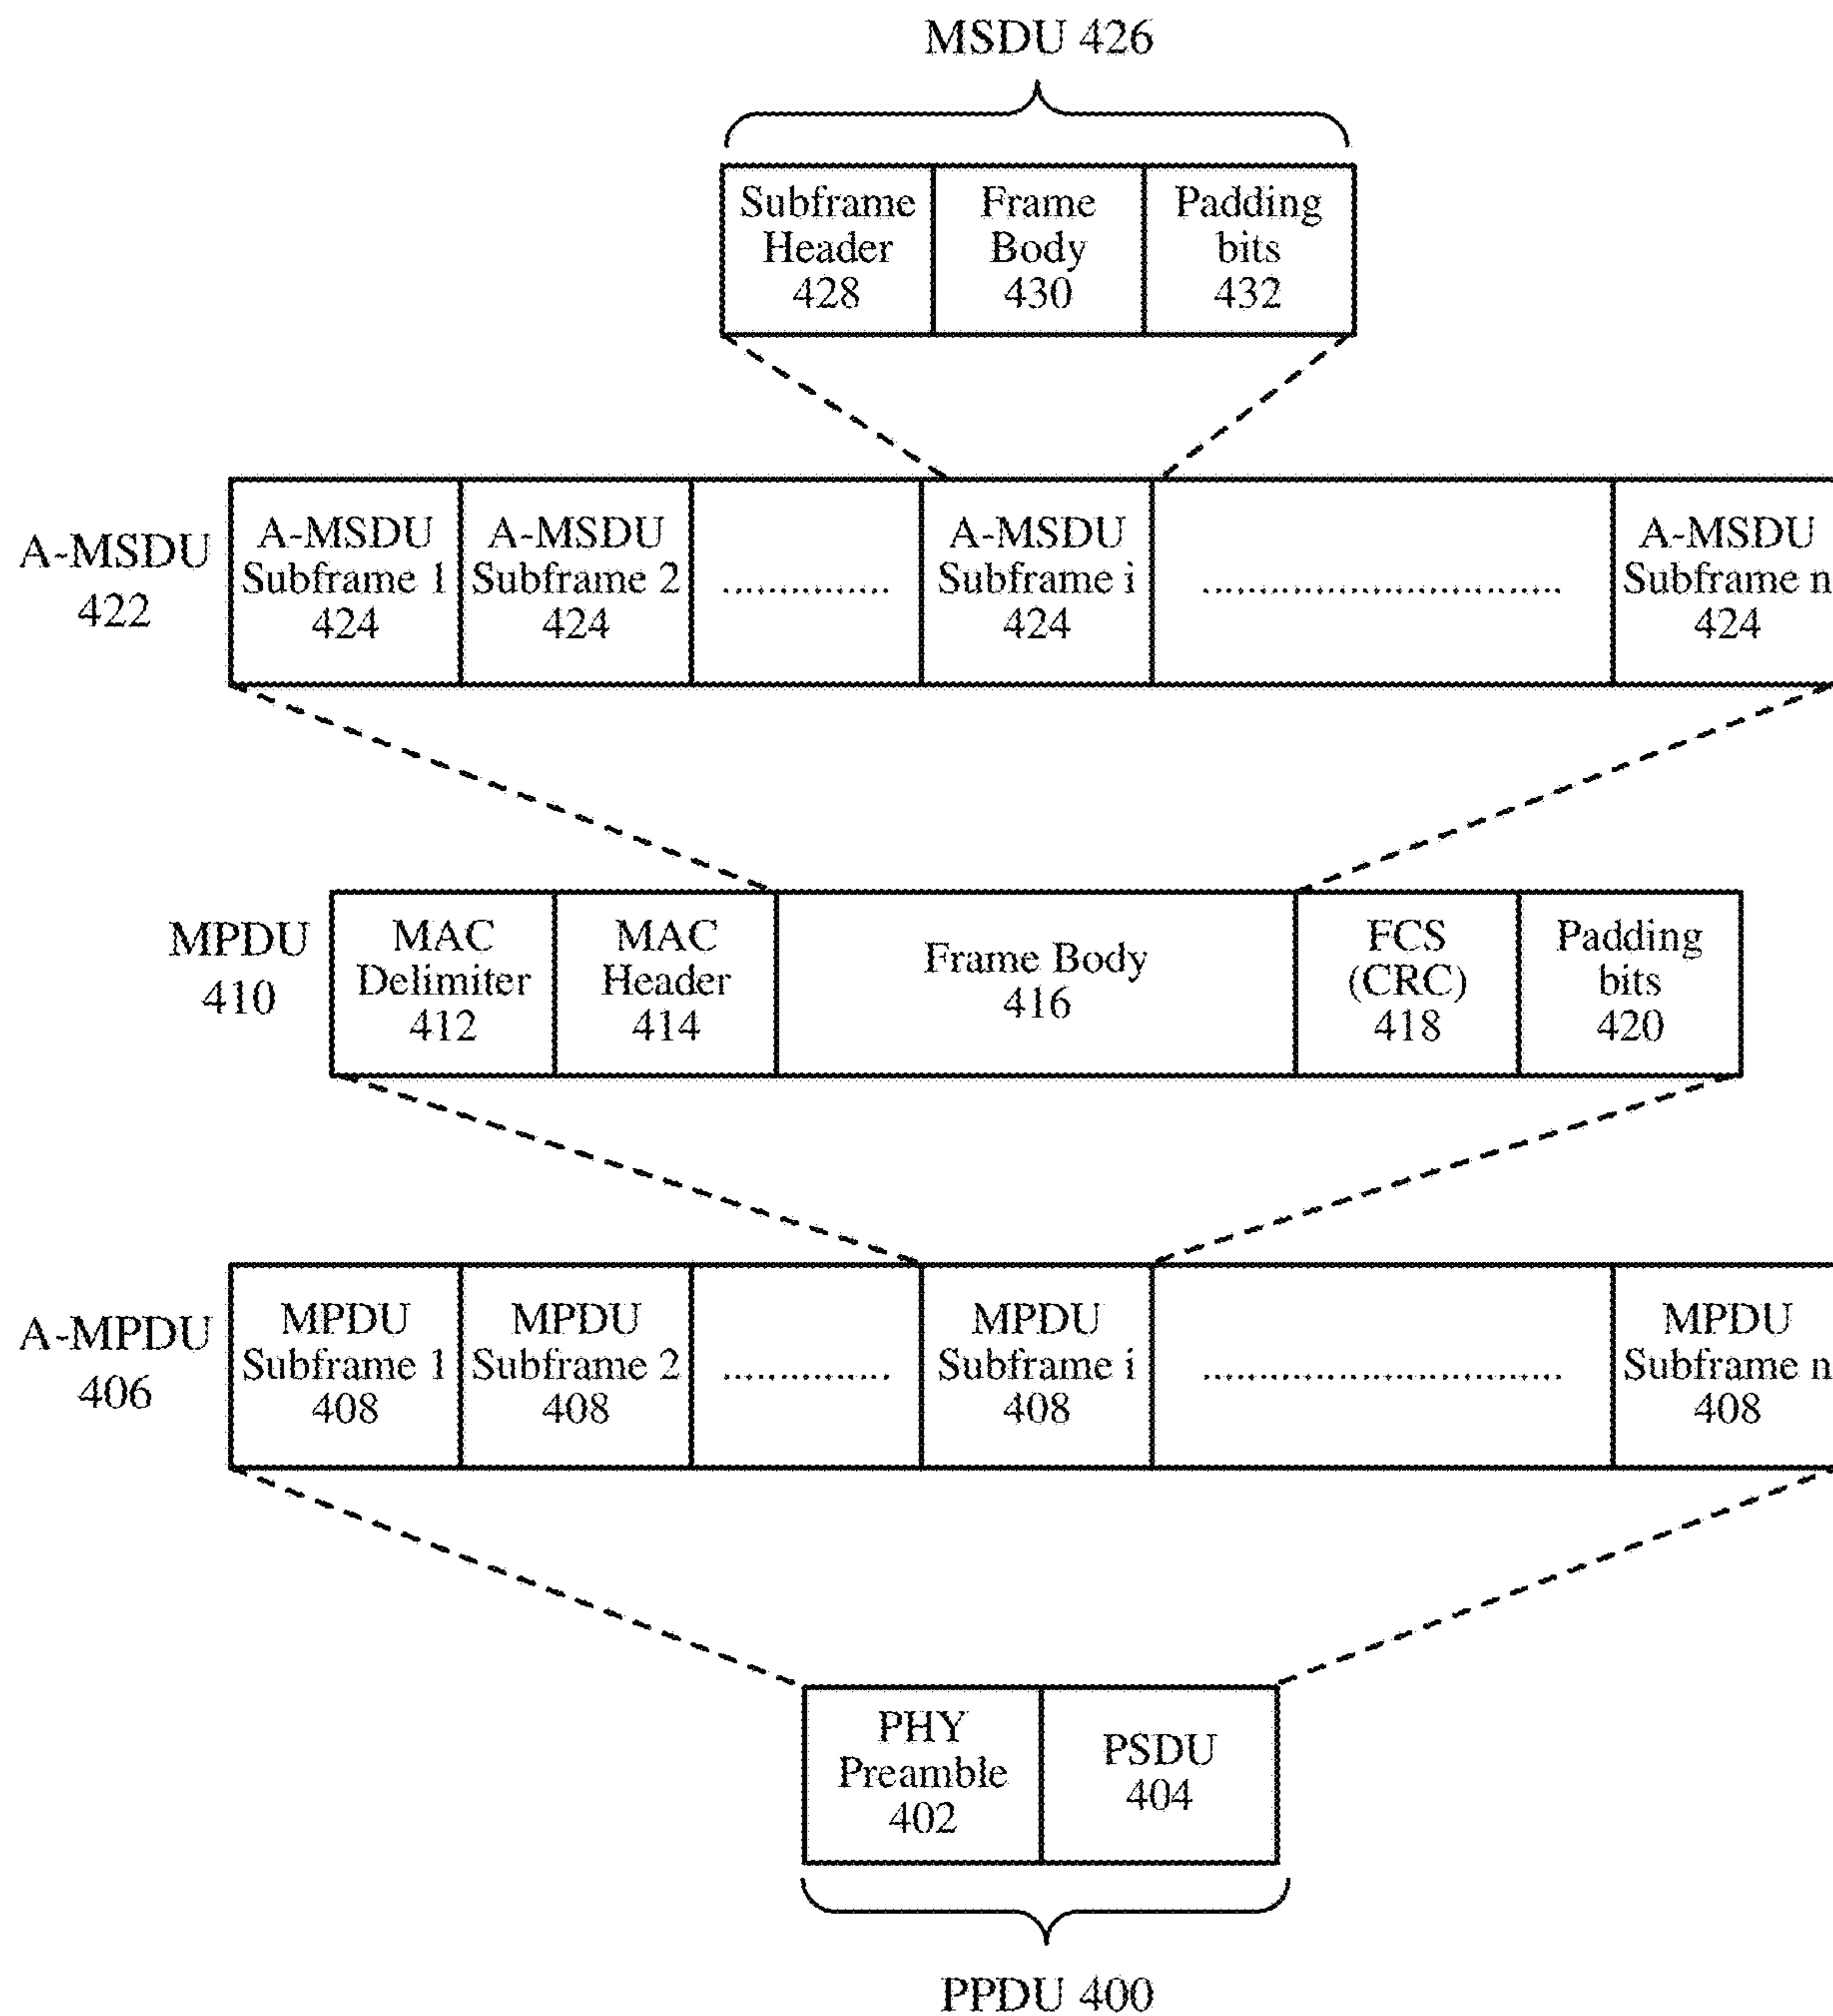 MSDU 426
Subframe
Header
428
Frame
Body
430
Padding
bits
432
A-MSDU
422
A-MSDU
Subframe 1
424
A-MSDU
Subframe 2
424
..............
A-MSDU
Subframe i
424
..............................
A-MSDU
Subframe n
424
MPDU
410
MAC
Delimiter
412
MAC
Header
414
Frame Body
416
FCS
(CRC)
418
Padding
bits
420
A-MPDU
406
MPDU
Subframe 1
408
MPDU
Subframe 2
408
..............
MPDU
Subframe i
408
..............................
MPDU
Subframe n
408
PHY
Preamble
402
PSDU
404
PPDU 400